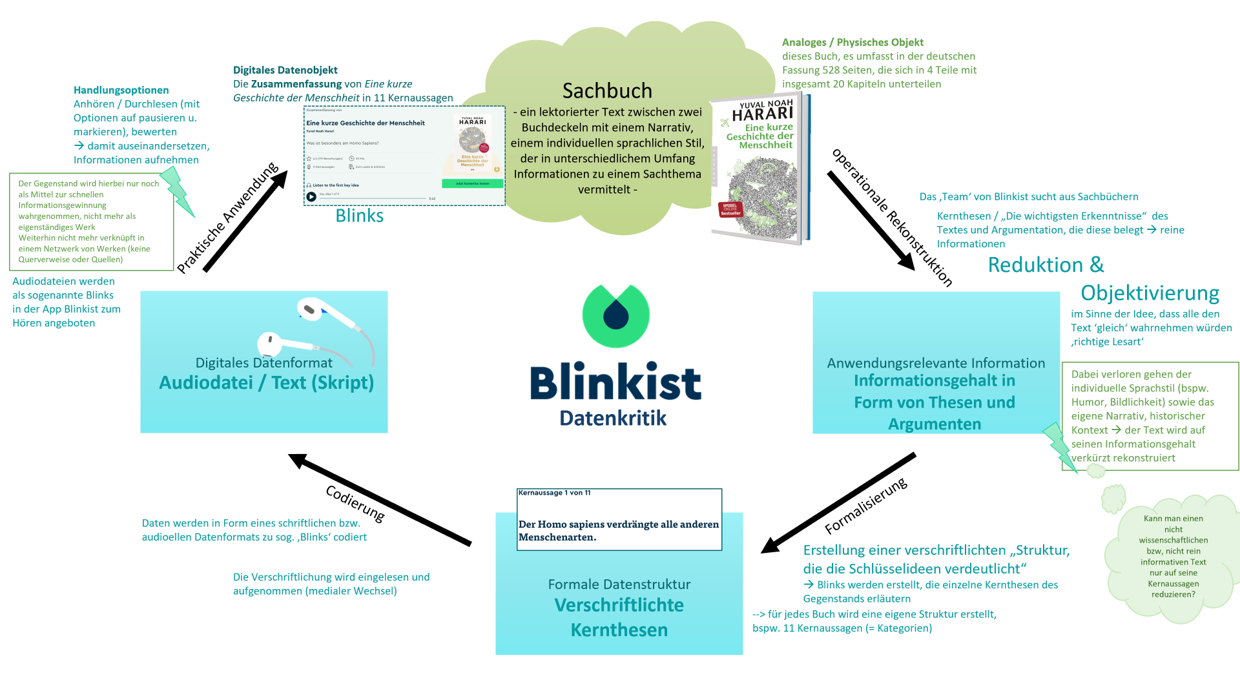 Sachbuch
- ein lektorierter Text zwischen zwei
Buchdeckeln mit einem Narrativ,
einem individuellen sprachlichen Stil,
der in unterschiedlichem Umfang
Informationen zu einem Sachthema
vermittelt -
Analoges / Physisches Objekt
dieses Buch, es umfasst in der deutschen
Fassung 528 Seiten, die sich in 4 Teile mit
insgesamt 20 Kapiteln unterteilen
YUVAL NOAH
HARARI
Eine kurze
Geschichte der
Menschheit
SPIEGEL
Bestseller
operationale Rekonstruktion
Das ‚Team‘ von Blinkist sucht aus Sachbüchern
Kernthesen / „Die wichtigsten Erkenntnisse“ des
Textes und Argumentation, die diese belegt → reine
Informationen
Reduktion &
Objektivierung
im Sinne der Idee, dass alle den
Text ‘gleich’ wahrnehmen würden
‚richtige Lesart‘
Anwendungsrelevante Information
Informationsgehalt in
Form von Thesen und
Argumenten
Dabei verloren gehen der
individuelle Sprachstil (bspw.
Humor, Bildlichkeit) sowie das
eigene Narrativ, historischer
Kontext → der Text wird auf
seinen Informationsgehalt
verkürzt rekonstruiert
Kann man einen
nicht
wissenschaftlichen
bzw, nicht rein
informativen Text
nur auf seine
Kernaussagen
reduzieren?
Formalisierung
Erstellung einer verschriftlichten „Struktur,
die die Schlüsselideen verdeutlicht“
→ Blinks werden erstellt, die einzelne Kernthesen des
Gegenstands erläutern
--> für jedes Buch wird eine eigene Struktur erstellt,
bspw. 11 Kernaussagen (= Kategorien)
Kernaussage 1 von 11
Der Homo sapiens verdrängte alle anderen
Menschenarten.
Formale Datenstruktur
Verschriftlichte
Kernthesen
Codierung
Daten werden in Form eines schriftlichen bzw.
audioellen Datenformats zu sog. ‚Blinks‘ codiert
Die Verschriftlichung wird eingelesen und
aufgenommen (medialer Wechsel)
Digitales Datenformat
Audiodatei / Text (Skript)
Audiodateien werden
als sogenannte Blinks
in der App Blinkist zum
Hören angeboten
Praktische Anwendung
Der Gegenstand wird hierbei nur noch
als Mittel zur schnellen
Informationsgewinnung
wahrgenommen, nicht mehr als
eigenständiges Werk
Weiterhin nicht mehr verknüpft in
einem Netzwerk von Werken (keine
Querverweise oder Quellen)
Handlungsoptionen
Anhören / Durchlesen (mit
Optionen auf pausieren u.
markieren), bewerten
→ damit auseinandersetzen,
Informationen aufnehmen
Digitales Datenobjekt
Die Zusammenfassung von Eine kurze
Geschichte der Menschheit in 11 Kernaussagen
Eine kurze Geschichte der Menschheit
Yuval Noah Harari
Was ist besonders am Homo Sapiens?
Listen to the first key idea
YUVAL NOAH
HARARI
Eine kurze
Geschichte der
Menschheit
Blinks
Blinkist
Datenkritik